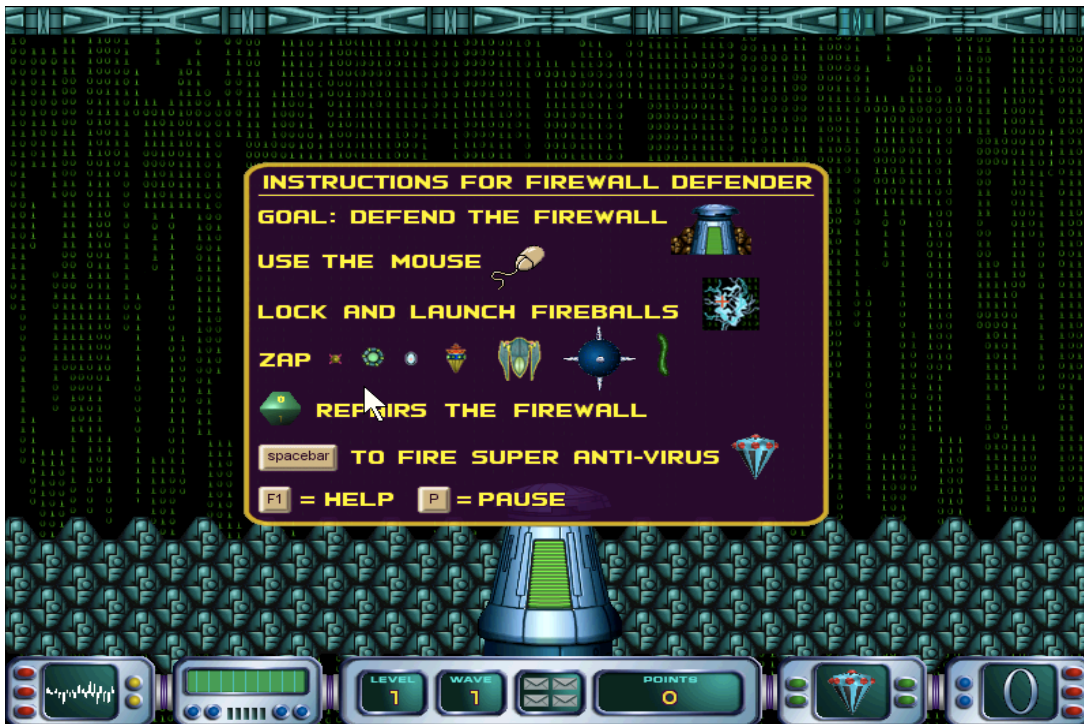 INSTRUCTIONS FOR FIREWALL DEFENDER
GOAL: DEFEND THE FIREWALL
USE THE MOUSE
LOCK AND LAUNCH FIREBALLS
ZAP
REPAIRS THE FIREWALL
spacebar TO FIRE SUPER ANTI-VIRUS
F1 = HELP P = PAUSE
LEVEL WAVE POINTS
1 1 0 0